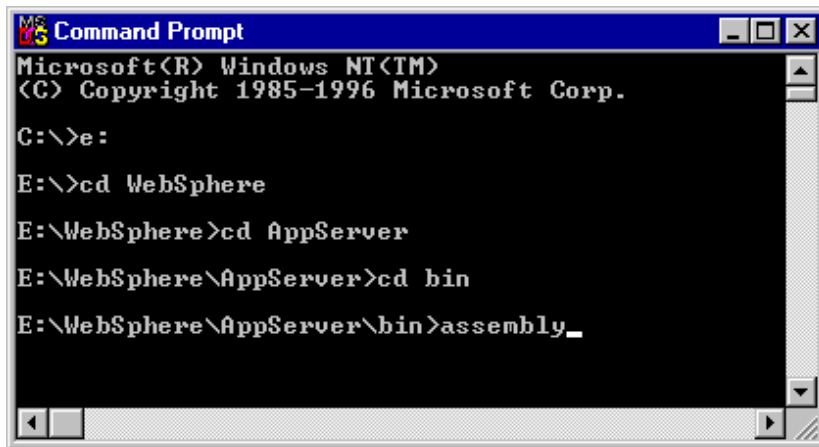 Command Prompt
Microsoft(R) Windows NT(TM)
(C) Copyright 1985-1996 Microsoft Corp.
C:\>e:
E:\>cd WebSphere
E:\WebSphere>cd AppServer
E:\WebSphere\AppServer>cd bin
E:\WebSphere\AppServer\bin>assembly